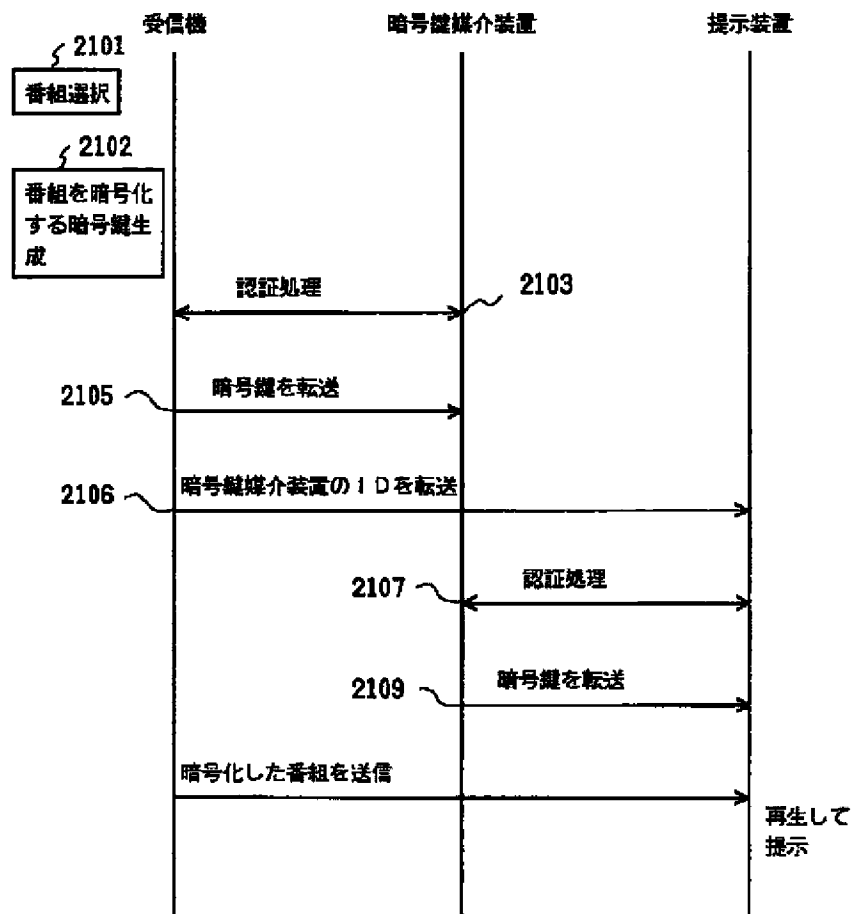 受信機
暗号鍵媒介装置
提示装置
2101
番組選択
2102
番組を暗号化
する暗号鍵生
成
認証処理
2103
暗号鍵を転送
2105
暗号鍵媒介装置のIDを転送
2106
認証処理
2107
暗号鍵を転送
2109
暗号化した番組を送信
再生して
提示